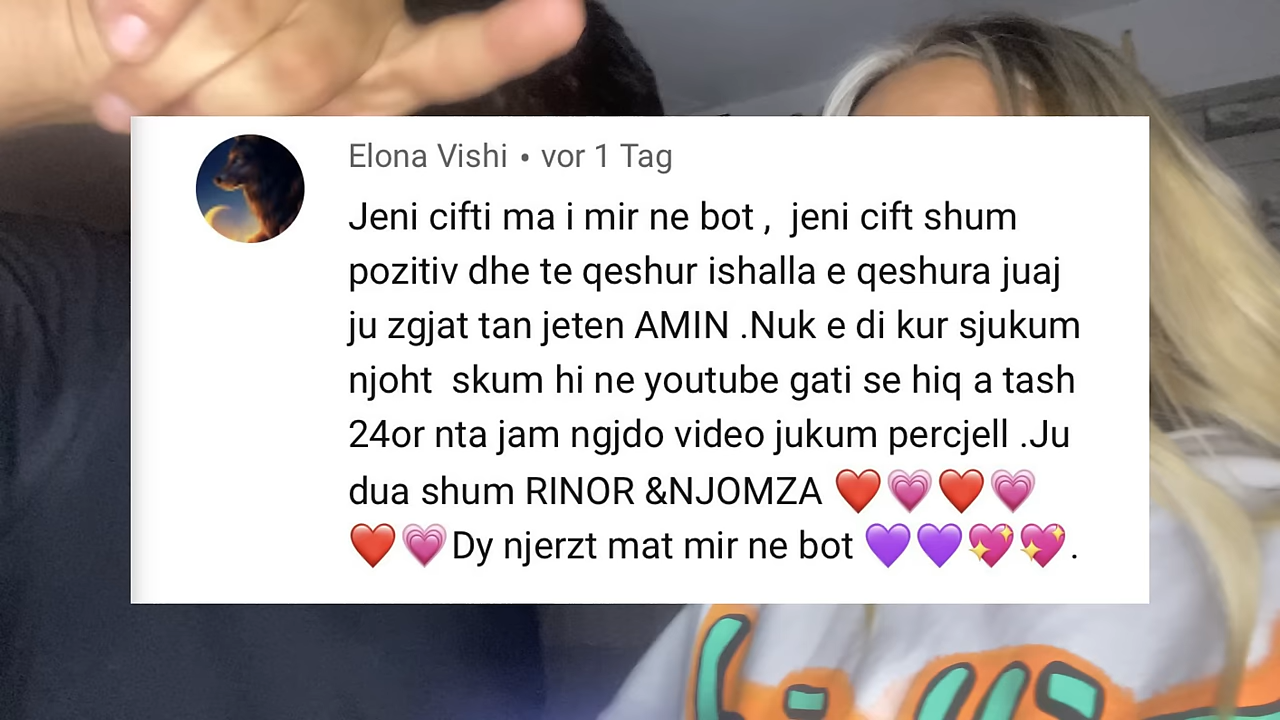 Elona Vishi • vor 1 Tag
Jeni cifti ma i mir ne bot , jeni cift shum
pozitiv dhe te qeshur ishalla e qeshura juaj
ju zgjat tan jeten AMIN .Nuk e di kur sjukum
njoht skum hi ne youtube gati se hiq a tash
24or nta jam ngjdo video jukum percjell .Ju
dua shum RINOR &NJOMZA ❤️💗❤️💗
❤️💗Dy njerzt mat mir ne bot 💜💜💖💖.